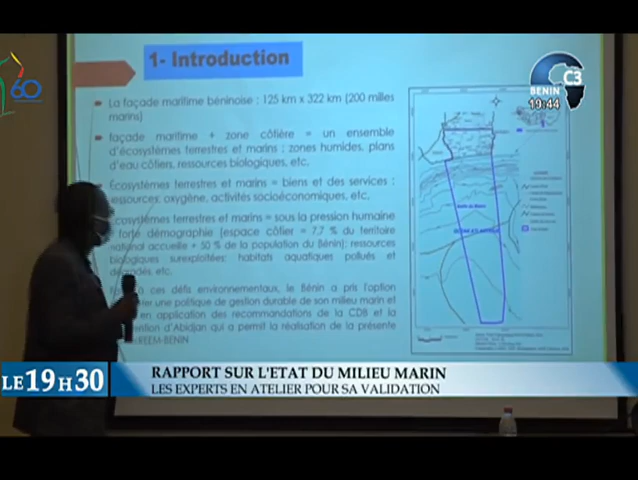 60
1- Introduction
La façade maritime béninoise : 125 km x 322 km (200 milles
marins)
façade maritime + zone côtière = un ensemble
d'écosystèmes terrestres et marins : zones humides, plans
d'eau côtiers, ressources biologiques, etc.
Écosystèmes terrestres et marins = biens et des services :
essources, oxygène, activités socioéconomiques, etc.
cosystèmes terrestres et marins = sous la pression humaine
forte démographie (espace côtier = 7,7 % du territoire
national accueille + 50 % de la population du Bénin); ressources
biologiques surexploitées; habitats aquatiques pollués et
dégradés, etc.
à ces défis environnementaux, le Bénin a pris l'option
une politique de gestion durable de son milieu marin et
en application des recommandations de la CDB et la
d'Abidjan qui a permit la réalisation de la présente
REEM-BENIN
C3
BENIN
19:44
LE 19H30
RAPPORT SUR L'ETAT DU MILIEU MARIN
LES EXPERTS EN ATELIER POUR SA VALIDATION